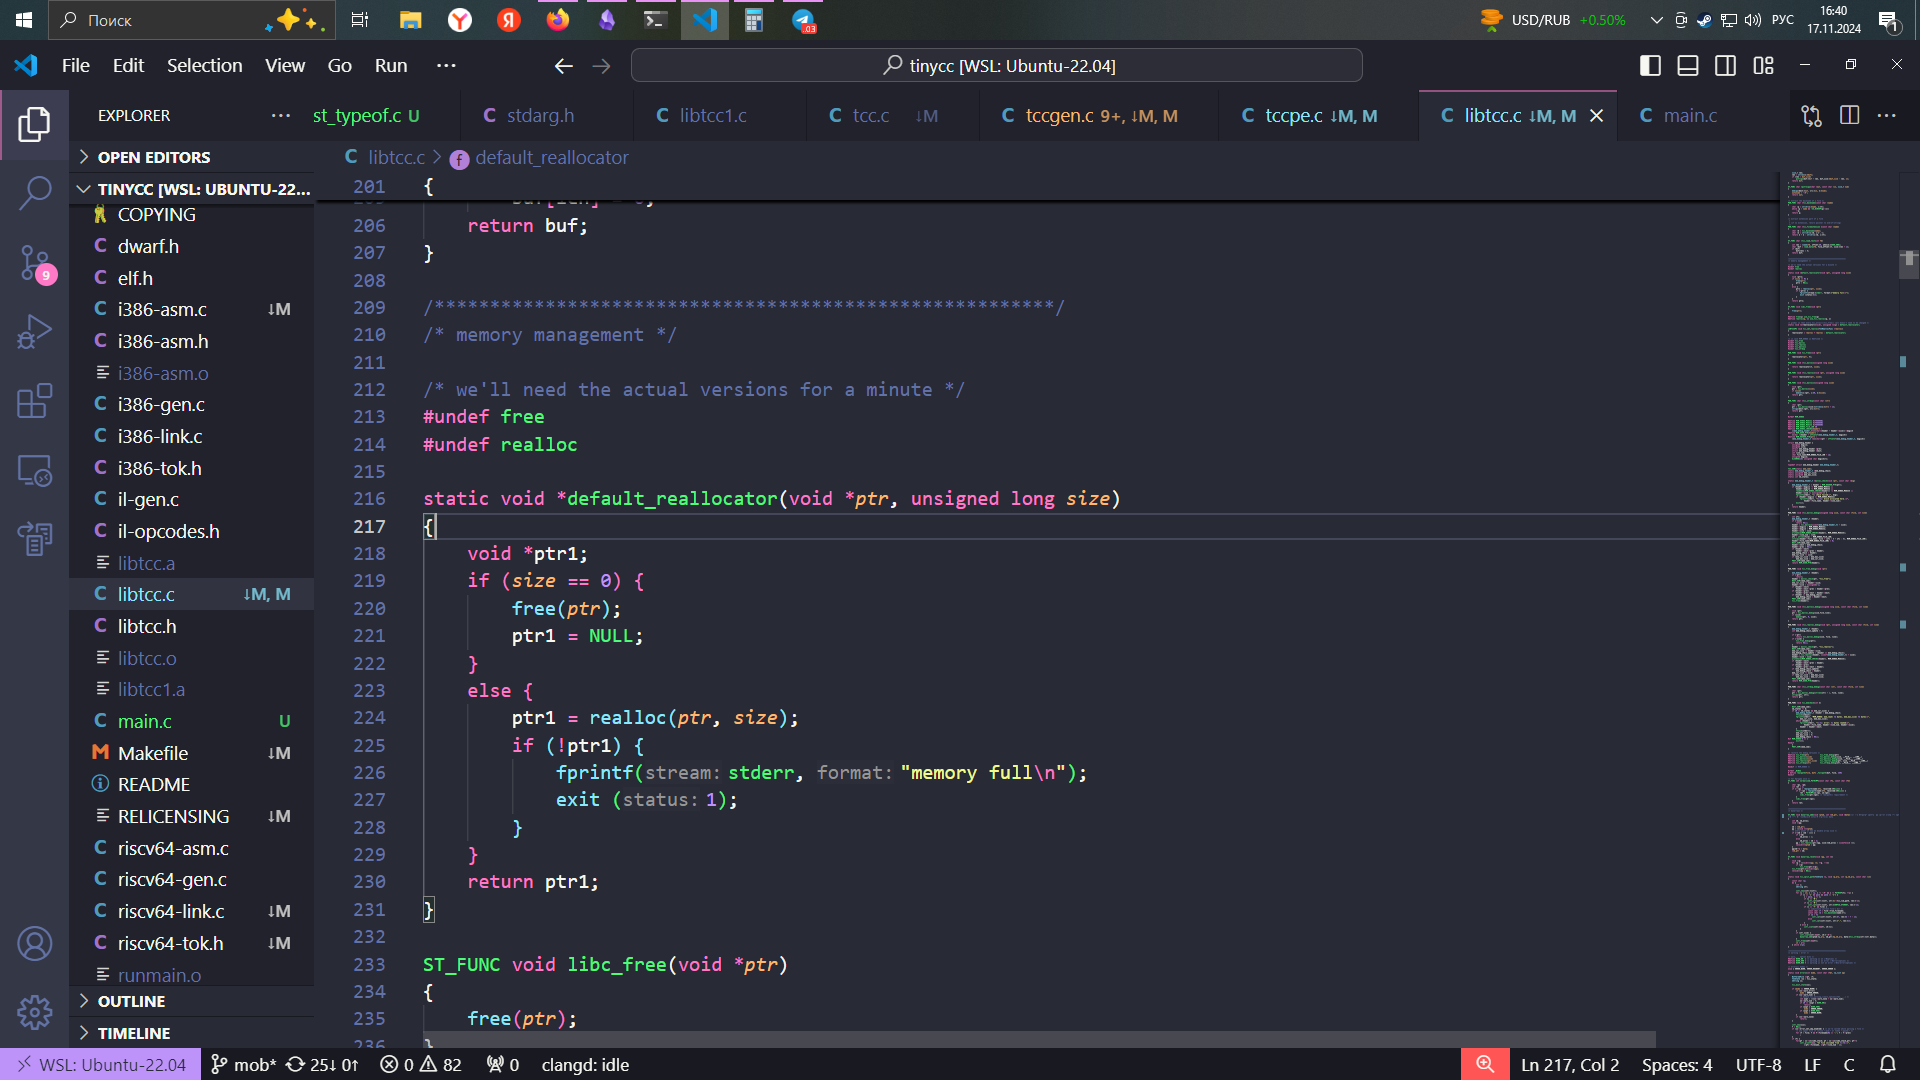 Поиск
USD/RUB +0.50%
РУС
16:40
17.11.2024
1
.03
File Edit Selection View Go Run ···
tinycc [WSL: Ubuntu-22.04]
EXPLORER ···
st_typeof.c U
C stdarg.h
C libtcc1.c
C tcc.c ↓M
C tccgen.c 9+, ↓M, M
C tccpe.c ↓M, M
C libtcc.c ↓M, M
C main.c
OPEN EDITORS
TINYCC [WSL: UBUNTU-22...
COPYING
C dwarf.h
C elf.h
C i386-asm.c ↓M
C i386-asm.h
i386-asm.o
C i386-gen.c
C i386-link.c
C i386-tok.h
C il-gen.c
C il-opcodes.h
libtcc.a
C libtcc.c ↓M, M
C libtcc.h
libtcc.o
libtcc1.a
C main.c U
M Makefile ↓M
README
RELICENSING ↓M
C riscv64-asm.c
C riscv64-gen.c
C riscv64-link.c ↓M
C riscv64-tok.h ↓M
runmain.o
OUTLINE
TIMELINE
9
C libtcc.c > f default_reallocator
201 {
206 return buf;
207 }
208
209 /********************************************************/
210 /* memory management */
211
212 /* we'll need the actual versions for a minute */
213 #undef free
214 #undef realloc
215
216 static void *default_reallocator(void *ptr, unsigned long size)
217 {
218 void *ptr1;
219 if (size == 0) {
220 free(ptr);
221 ptr1 = NULL;
222 }
223 else {
224 ptr1 = realloc(ptr, size);
225 if (!ptr1) {
226 fprintf(stream: stderr, format: "memory full\n");
227 exit (status: 1);
228 }
229 }
230 return ptr1;
231 }
232
233 ST_FUNC void libc_free(void *ptr)
234 {
235 free(ptr);
236 }
WSL: Ubuntu-22.04 mob* 25↓ 0↑ 0 82 0 clangd: idle
Ln 217, Col 2 Spaces: 4 UTF-8 LF C